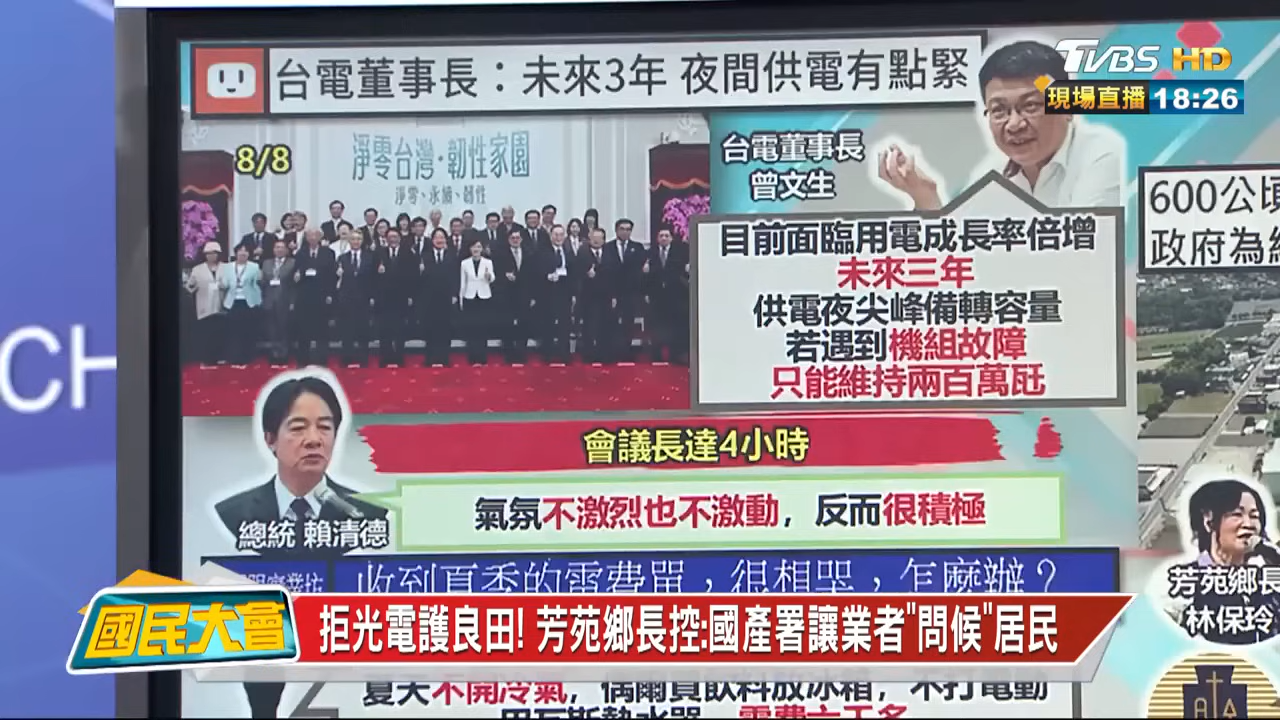 台電董事長：未來3年 夜間供電有點緊
TVBS HD
現場直播 18:26
8/8
淨零台灣‧韌性家園
淨零、永續、韌性
台電董事長
曾文生
目前面臨用電成長率倍增
未來三年
供電夜尖峰備轉容量
若遇到機組故障
只能維持兩百萬瓩
600公頃
政府為
會議長達4小時
氣氛不激烈也不激動，反而很積極
總統 賴清德
CH
收到夏季的電費單，很想哭，怎麼辦？
芳苑鄉長
林保玲
國民大會
拒光電護良田! 芳苑鄉長控:國產署讓業者"問候"居民
夏天不開冷氣，偶爾買飲料放冰箱，不打電動